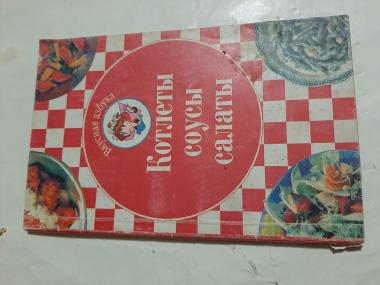 Вкусная азбука
Котлеты
соусы
салаты